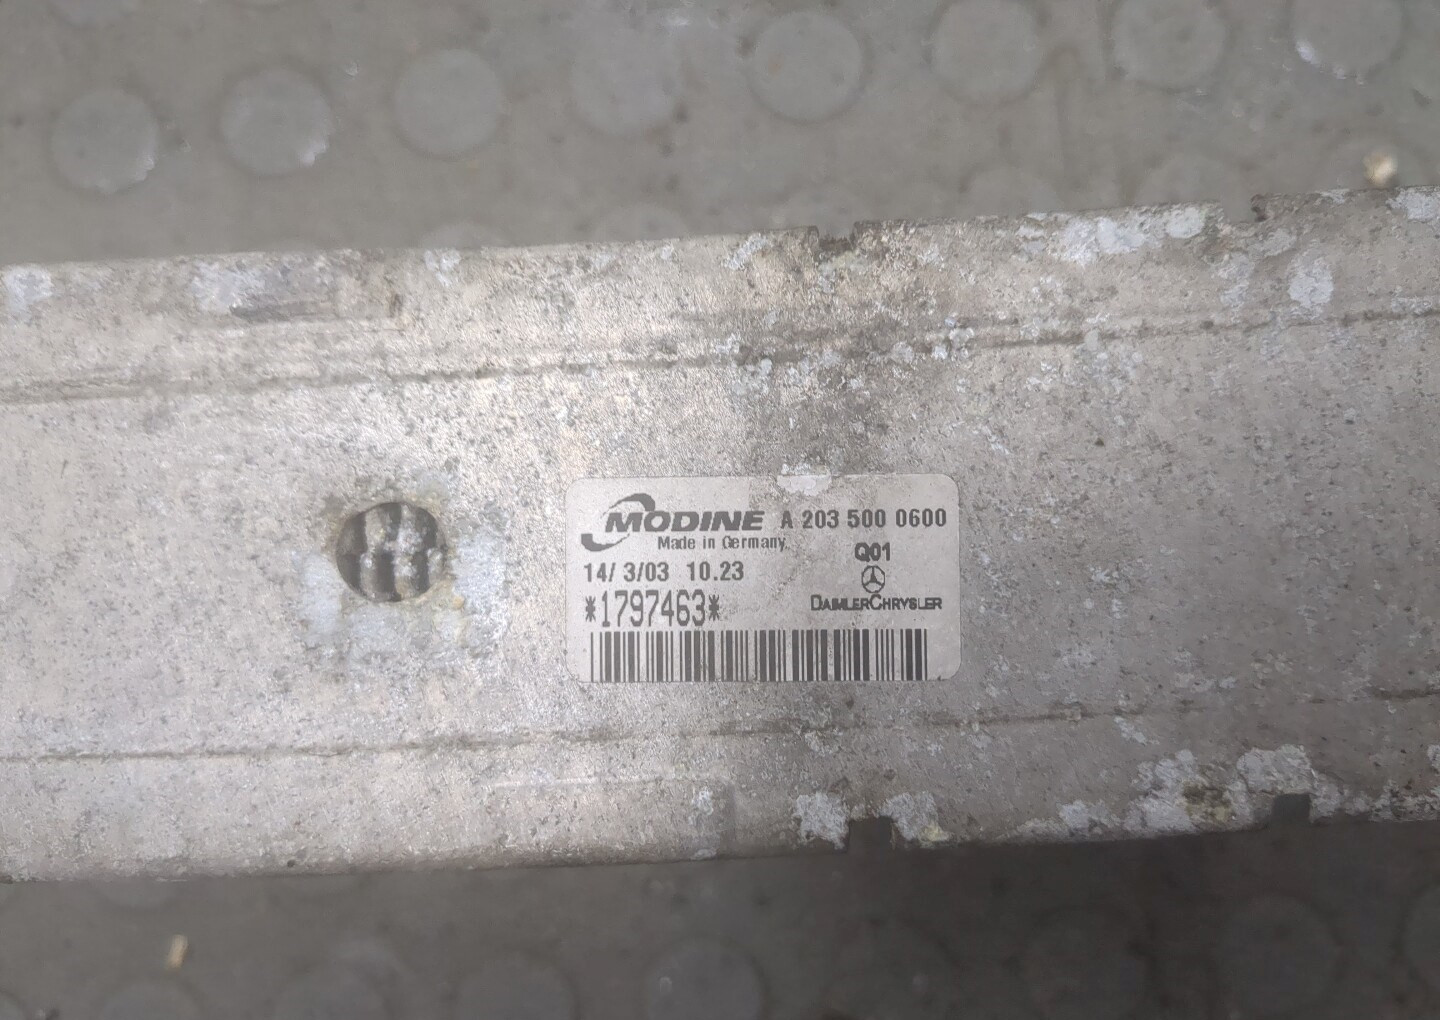 MODINE A 203 500 0600
Made in Germany
Q01
14/ 3/03 10.23
*1797463*
DAIMLERCHRYSLER